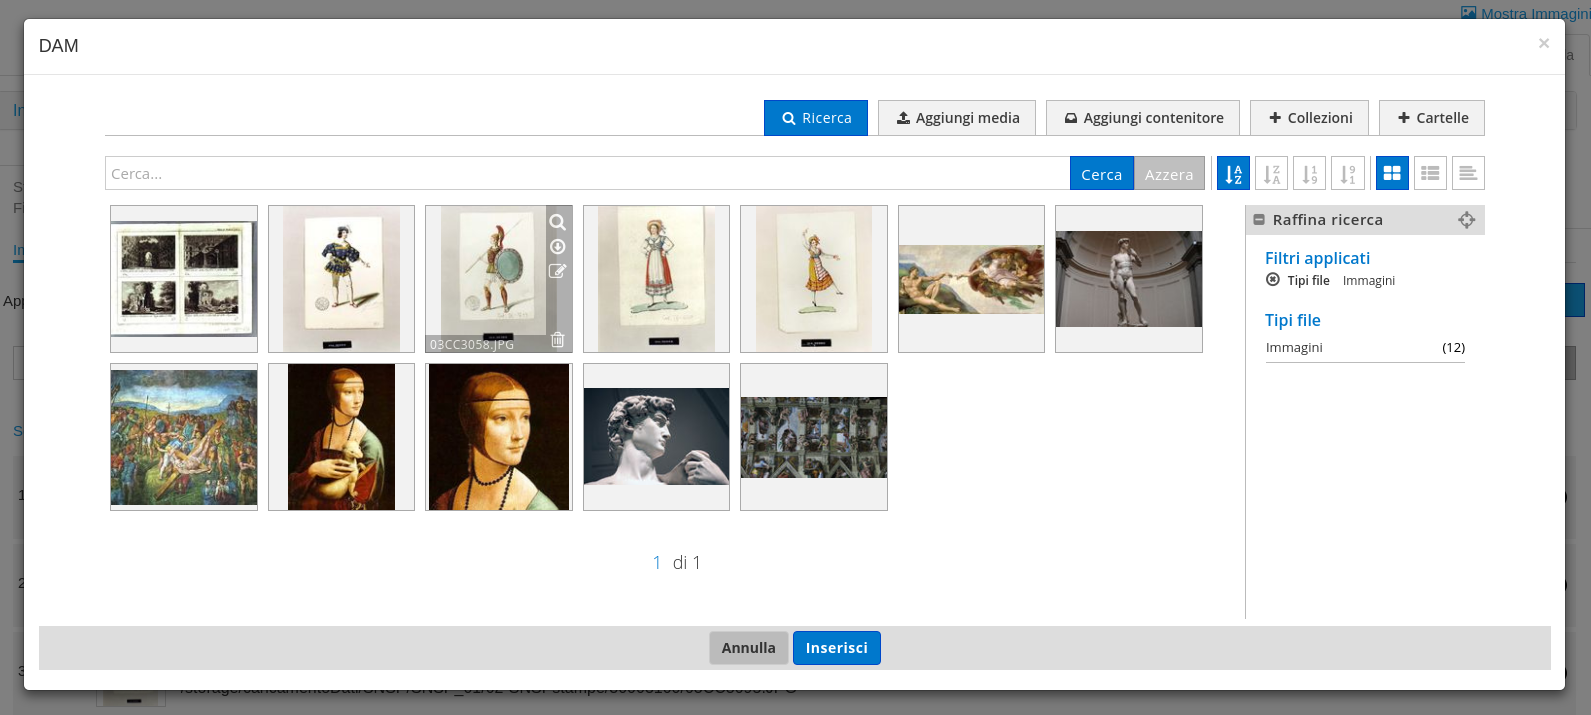 Mostra Immagini
DAM
×
Ricerca
Aggiungi media
Aggiungi contenitore
Collezioni
Cartelle
Cerca...
Cerca
Azzera
Raffina ricerca
Filtri applicati
Tipi file Immagini
Tipi file
Immagini (12)
03CC3058.JPG
1 di 1
Annulla
Inserisci